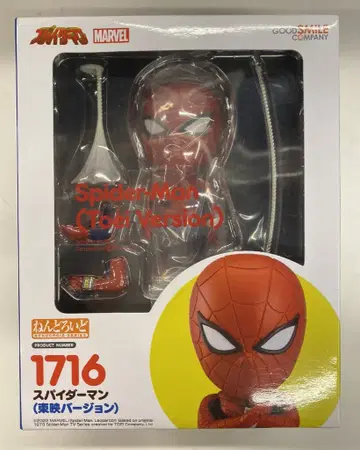 スパイダーマン MARVEL
GOOD SMILE
COMPANY
Spider-Man
(Toei Version)
ねんどろいど
NENDOROID SERIES
PRODUCT NUMBER
1716
スパイダーマン
(東映バージョン)